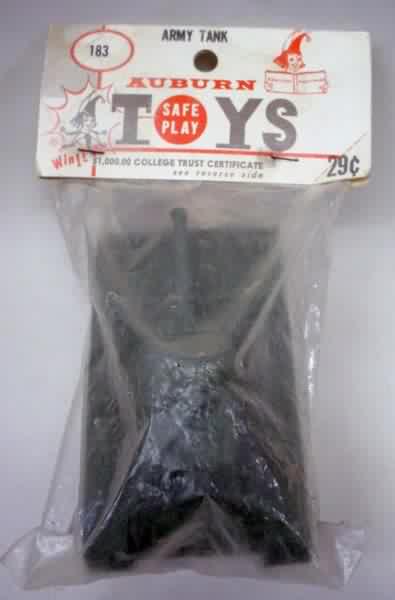 183
ARMY TANK
AUBURN
TOYS
SAFE
PLAY
Win!
$1,000.00 COLLEGE TRUST CERTIFICATE
see reverse side
29¢